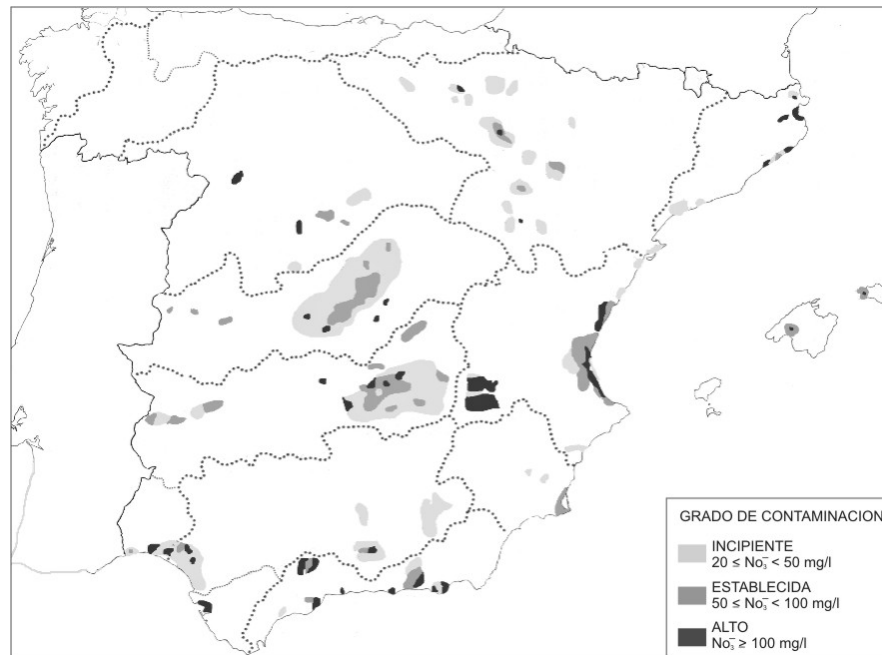 GRADO DE CONTAMINACION
INCIPIENTE
20 ≤ No₃⁻ < 50 mg/l
ESTABLECIDA
50 ≤ No₃⁻ < 100 mg/l
ALTO
No₃⁻ ≥ 100 mg/l